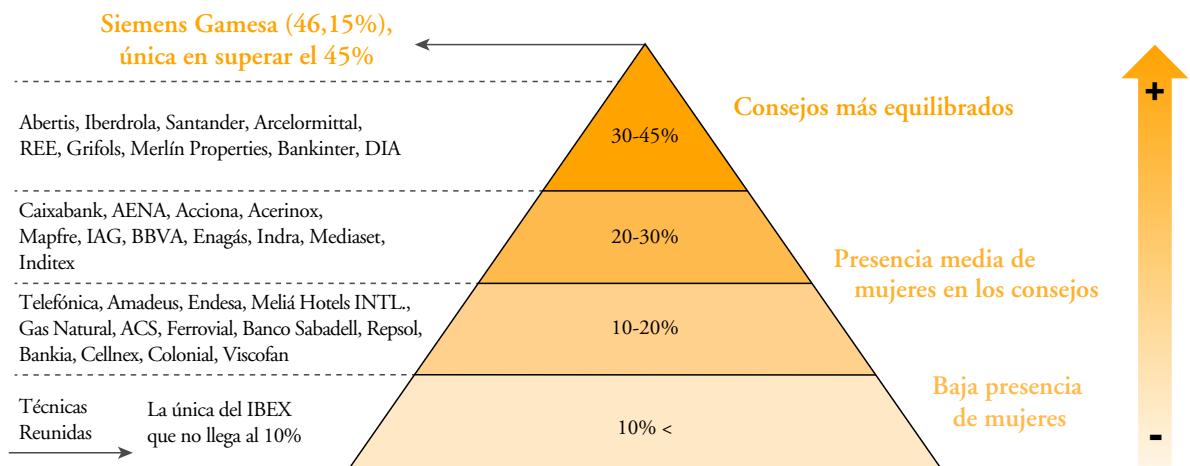 Siemens Gamesa (46,15%),
única en superar el 45%
Consejos más equilibrados
+
Abertis, Iberdrola, Santander, Arcelormittal,
REE, Grifols, Merlín Properties, Bankinter, DIA
30-45%
Caixabank, AENA, Acciona, Acerinox,
Mapfre, IAG, BBVA, Enagás, Indra, Mediaset,
Inditex
20-30%
Presencia media de
mujeres en los consejos
Telefónica, Amadeus, Endesa, Meliá Hotels INTL.,
Gas Natural, ACS, Ferrovial, Banco Sabadell, Repsol,
Bankia, Cellnex, Colonial, Viscofan
10-20%
Baja presencia
de mujeres
Técnicas
Reunidas
La única del IBEX
que no llega al 10%
10% <
-